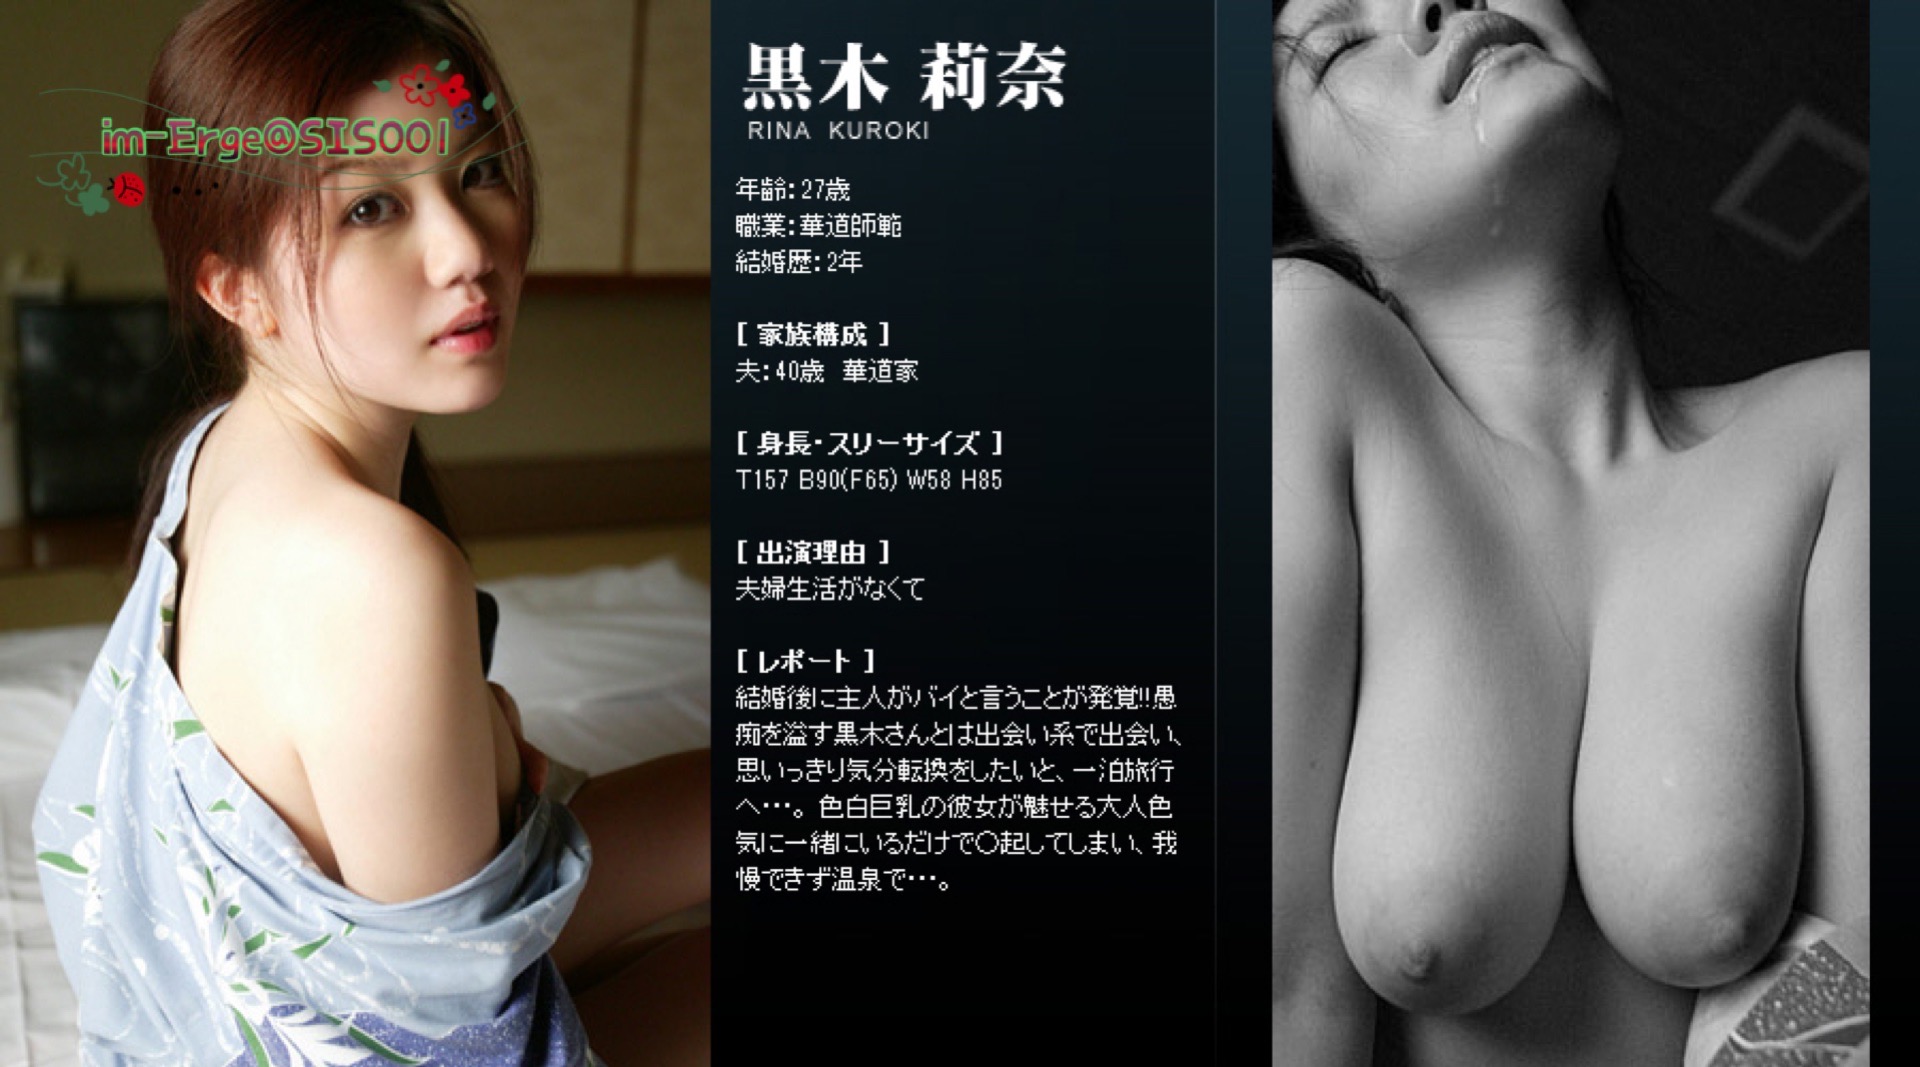 im-Erge@SIS001
黒木 莉奈
RINA KUROKI
年齢：27歳
職業：華道師範
結婚歴：2年
[ 家族構成 ]
夫：40歳　華道家
[ 身長・スリーサイズ ]
T157 B90(F65) W58 H85
[ 出演理由 ]
夫婦生活がなくて
[ レポート ]
結婚後に主人がバイと言うことが発覚!!愚
痴を溢す黒木さんとは出会い系で出会い、
思いっきり気分転換をしたいと、一泊旅行
へ・・・。色白巨乳の彼女が魅せる大人色
気に一緒にいるだけで〇起してしまい、我
慢できず温泉で・・・。